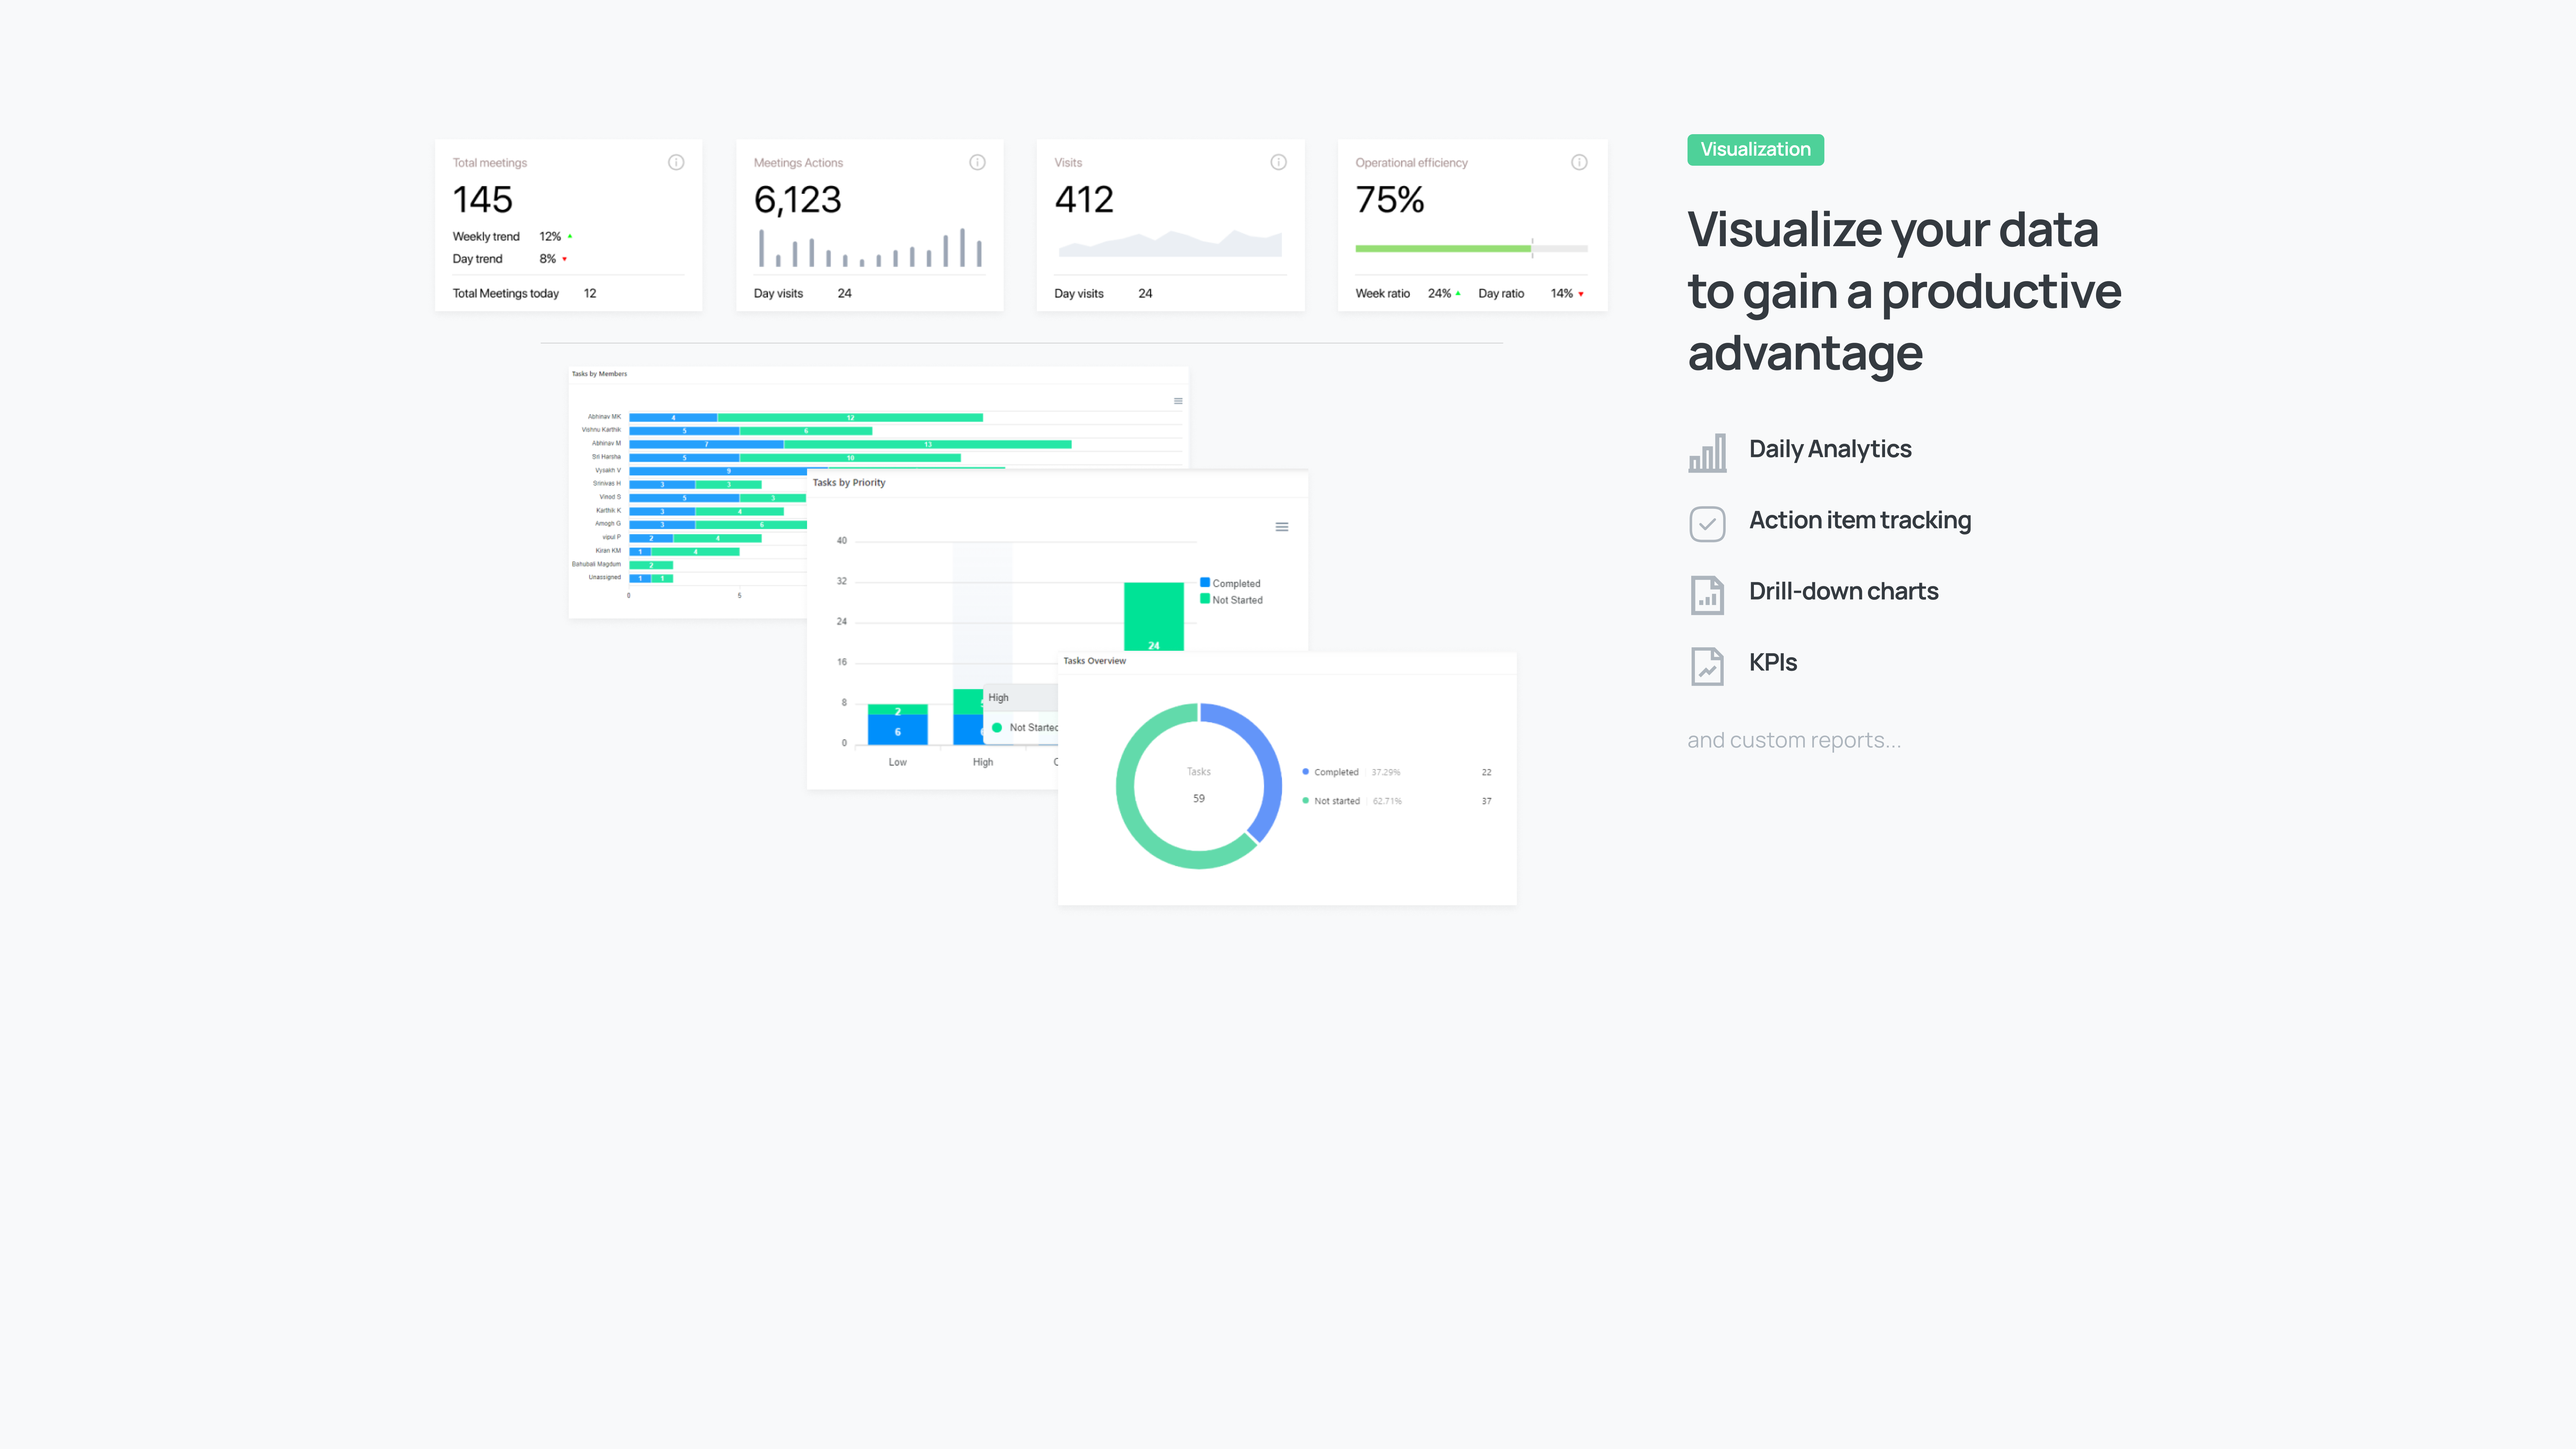 Total meetings
145
Weekly trend 12%
Day trend 8%
Total Meetings today 12
Meetings Actions
6,123
Day visits 24
Visits
412
Day visits 24
Operational efficiency
75%
Week ratio 24% Day ratio 14%
Tasks by Members
Abhinav MK 4 12
Vishnu Karthik 5 6
Abhinav M 7 13
Sri Harsha 5 10
Vysakh V 9
Srinivas H 3 3
Vinod S 5 3
Karthik K 3 4
Amogh G 3 6
vipul P 2 4
Kiran KM 1 4
Bahubali Magdum 2
Unassigned 1 1
0 5
Tasks by Priority
40
32
24
16
8
0
Completed
Not Started
24
2
6
High
Not Started
Low High
Tasks Overview
Tasks
59
Completed 37.29% 22
Not started 62.71% 37
Visualization
Visualize your data
to gain a productive
advantage
Daily Analytics
Action item tracking
Drill-down charts
KPIs
and custom reports...